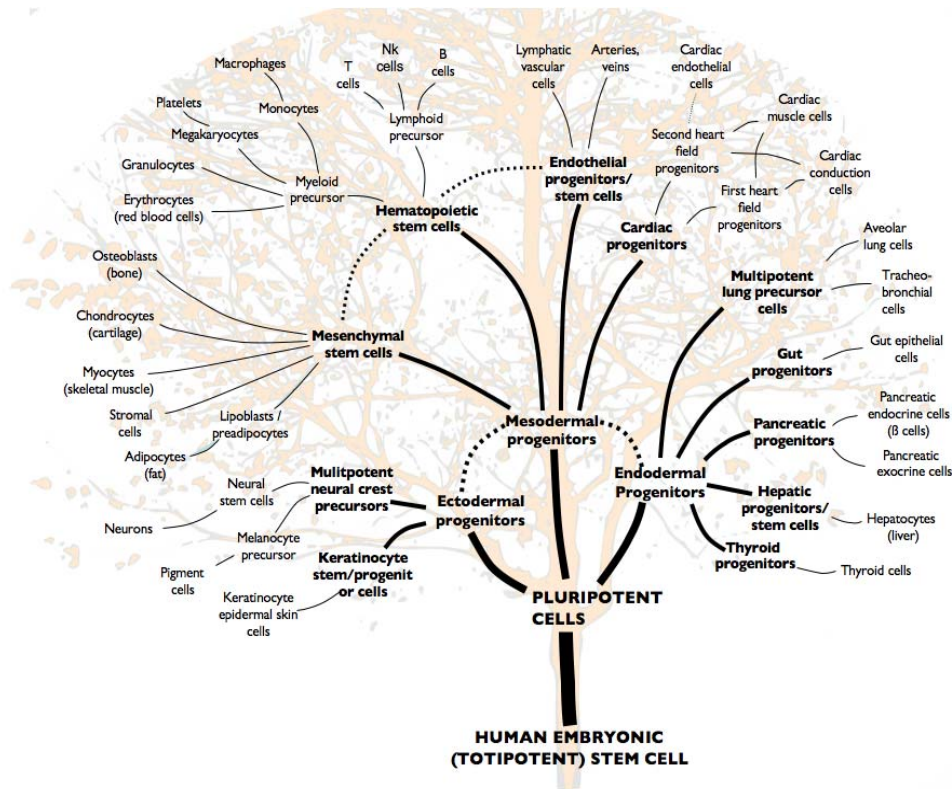 Macrophages
T
cells
Nk
cells
B
cells
Lymphatic
vascular
cells
Arteries,
veins
Cardiac
endothelial
cells
Platelets
Monocytes
Cardiac
muscle cells
Megakaryocytes
Lymphoid
precursor
Second heart
field
progenitors
Granulocytes
Myeloid
precursor
Endothelial
progenitors/
stem cells
Cardiac
conduction
cells
Erythrocytes
(red blood cells)
Hematopoietic
stem cells
First heart
field
progenitors
Cardiac
progenitors
Aveolar
lung cells
Osteoblasts
(bone)
Multipotent
lung precursor
cells
Tracheo-
bronchial
cells
Chondrocytes
(cartilage)
Mesenchymal
stem cells
Gut
progenitors
Gut epithelial
cells
Myocytes
(skeletal muscle)
Stromal
cells
Lipoblasts /
preadipocytes
Mesodermal
progenitors
Pancreatic
progenitors
Pancreatic
endocrine cells
(ß cells)
Adipocytes
(fat)
Pancreatic
exocrine cells
Neural
stem cells
Mulitpotent
neural crest
precursors
Ectodermal
progenitors
Endodermal
Progenitors
Hepatic
progenitors/
stem cells
Neurons
Melanocyte
precursor
Hepatocytes
(liver)
Pigment
cells
Keratinocyte
stem/progenit
or cells
Thyroid
progenitors
Thyroid cells
Keratinocyte
epidermal skin
cells
PLURIPOTENT
CELLS
HUMAN EMBRYONIC
(TOTIPOTENT) STEM CELL